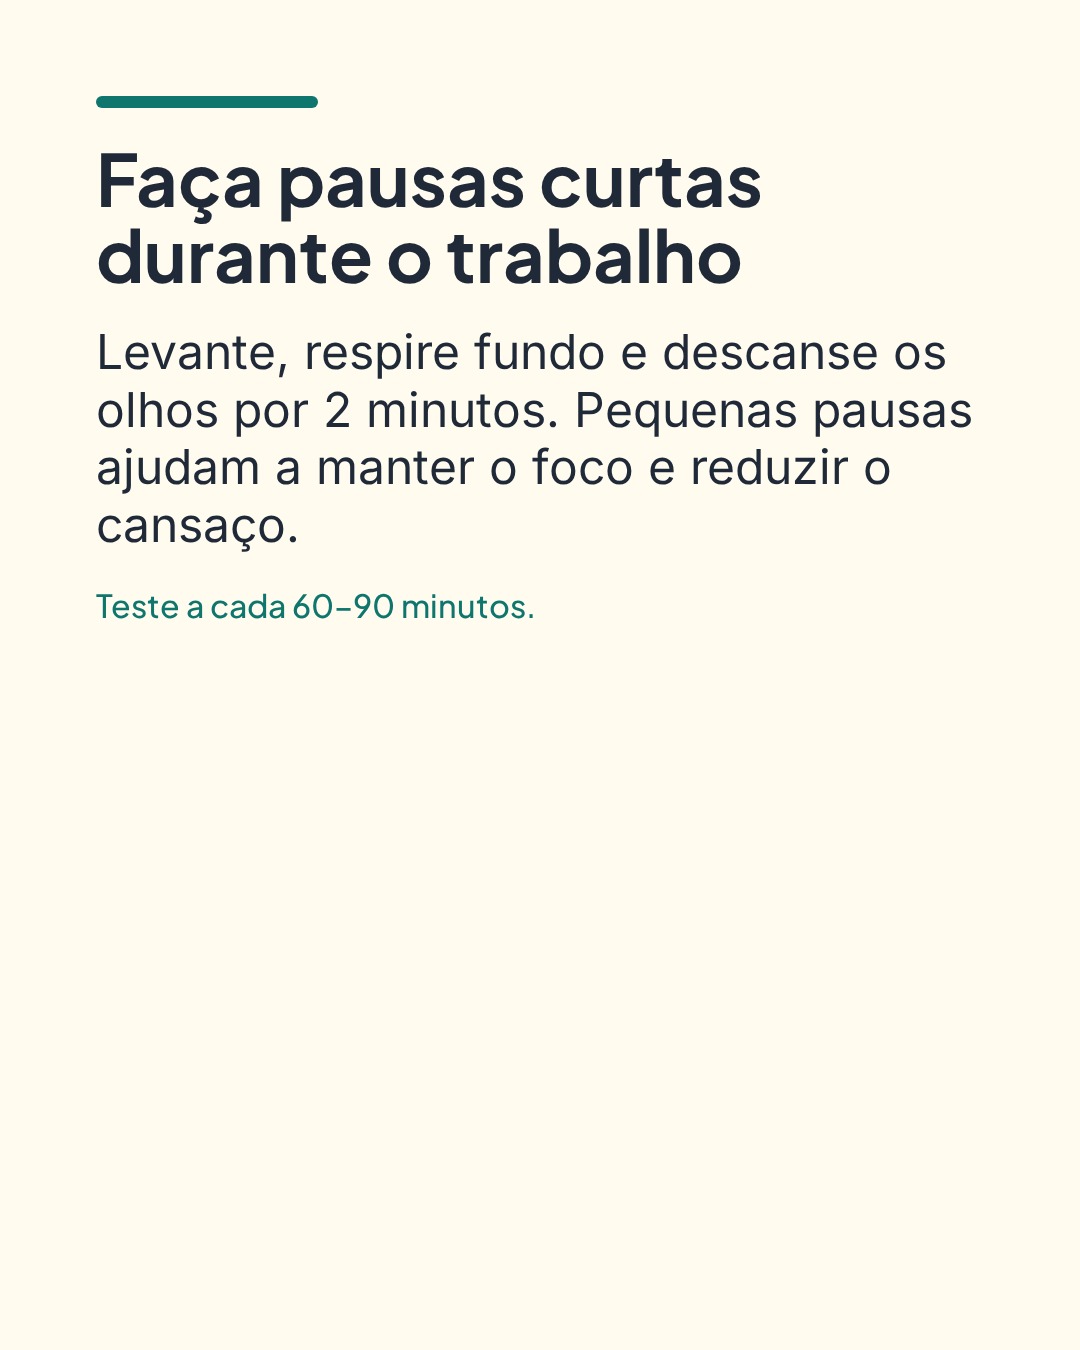 Faça pausas curtas
durante o trabalho
Levante, respire fundo e descanse os
olhos por 2 minutos. Pequenas pausas
ajudam a manter o foco e reduzir o
cansaço.
Teste a cada 60–90 minutos.